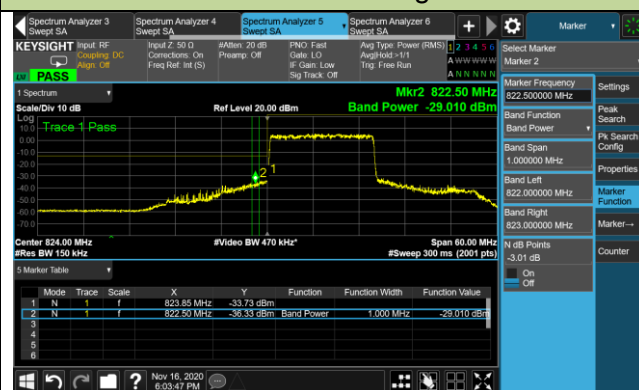 Spectrum Analyzer 3 Swept SA
Spectrum Analyzer 4 Swept SA
Spectrum Analyzer 5 Swept SA
Spectrum Analyzer 6 Swept SA
+
Marker
KEYSIGHT
LXI PASS
Input: RF
Coupling: DC
Align: Off
Input Z: 50 Ω
Corrections: On
Freq Ref: Int (S)
#Atten: 20 dB
Preamp: Off
PNO: Fast
Gate: LO
IF Gain: Low
Sig Track: Off
Avg Type: Power (RMS)
Avg|Hold:>1/1
Trig: Free Run
1 2 3 4 5 6
A W W W W W
A N N N N N
1 Spectrum
Mkr2 822.50 MHz
Scale/Div 10 dB
Ref Level 20.00 dBm
Band Power -29.010 dBm
Log
Trace 1 Pass
10.0
0.00
-10.0
-20.0
-30.0
-40.0
-50.0
-60.0
-70.0
2 1
Center 824.00 MHz
#Video BW 470 kHz*
Span 60.00 MHz
#Res BW 150 kHz
#Sweep 300 ms (2001 pts)
5 Marker Table
Mode Trace Scale X Y Function Function Width Function Value
1 N 1 f 823.85 MHz -33.73 dBm
2 N 1 f 822.50 MHz -36.33 dBm Band Power 1.000 MHz -29.010 dBm
3
4
5
6
?
Nov 16, 2020
6:03:47 PM
Select Marker
Marker 2
Marker Frequency
822.500000 MHz
Band Function
Band Power
Band Span
1.000000 MHz
Band Left
822.000000 MHz
Band Right
823.000000 MHz
N dB Points
-3.01 dB
On
Off
Settings
Peak Search
Pk Search Config
Properties
Marker Function
Marker→
Counter